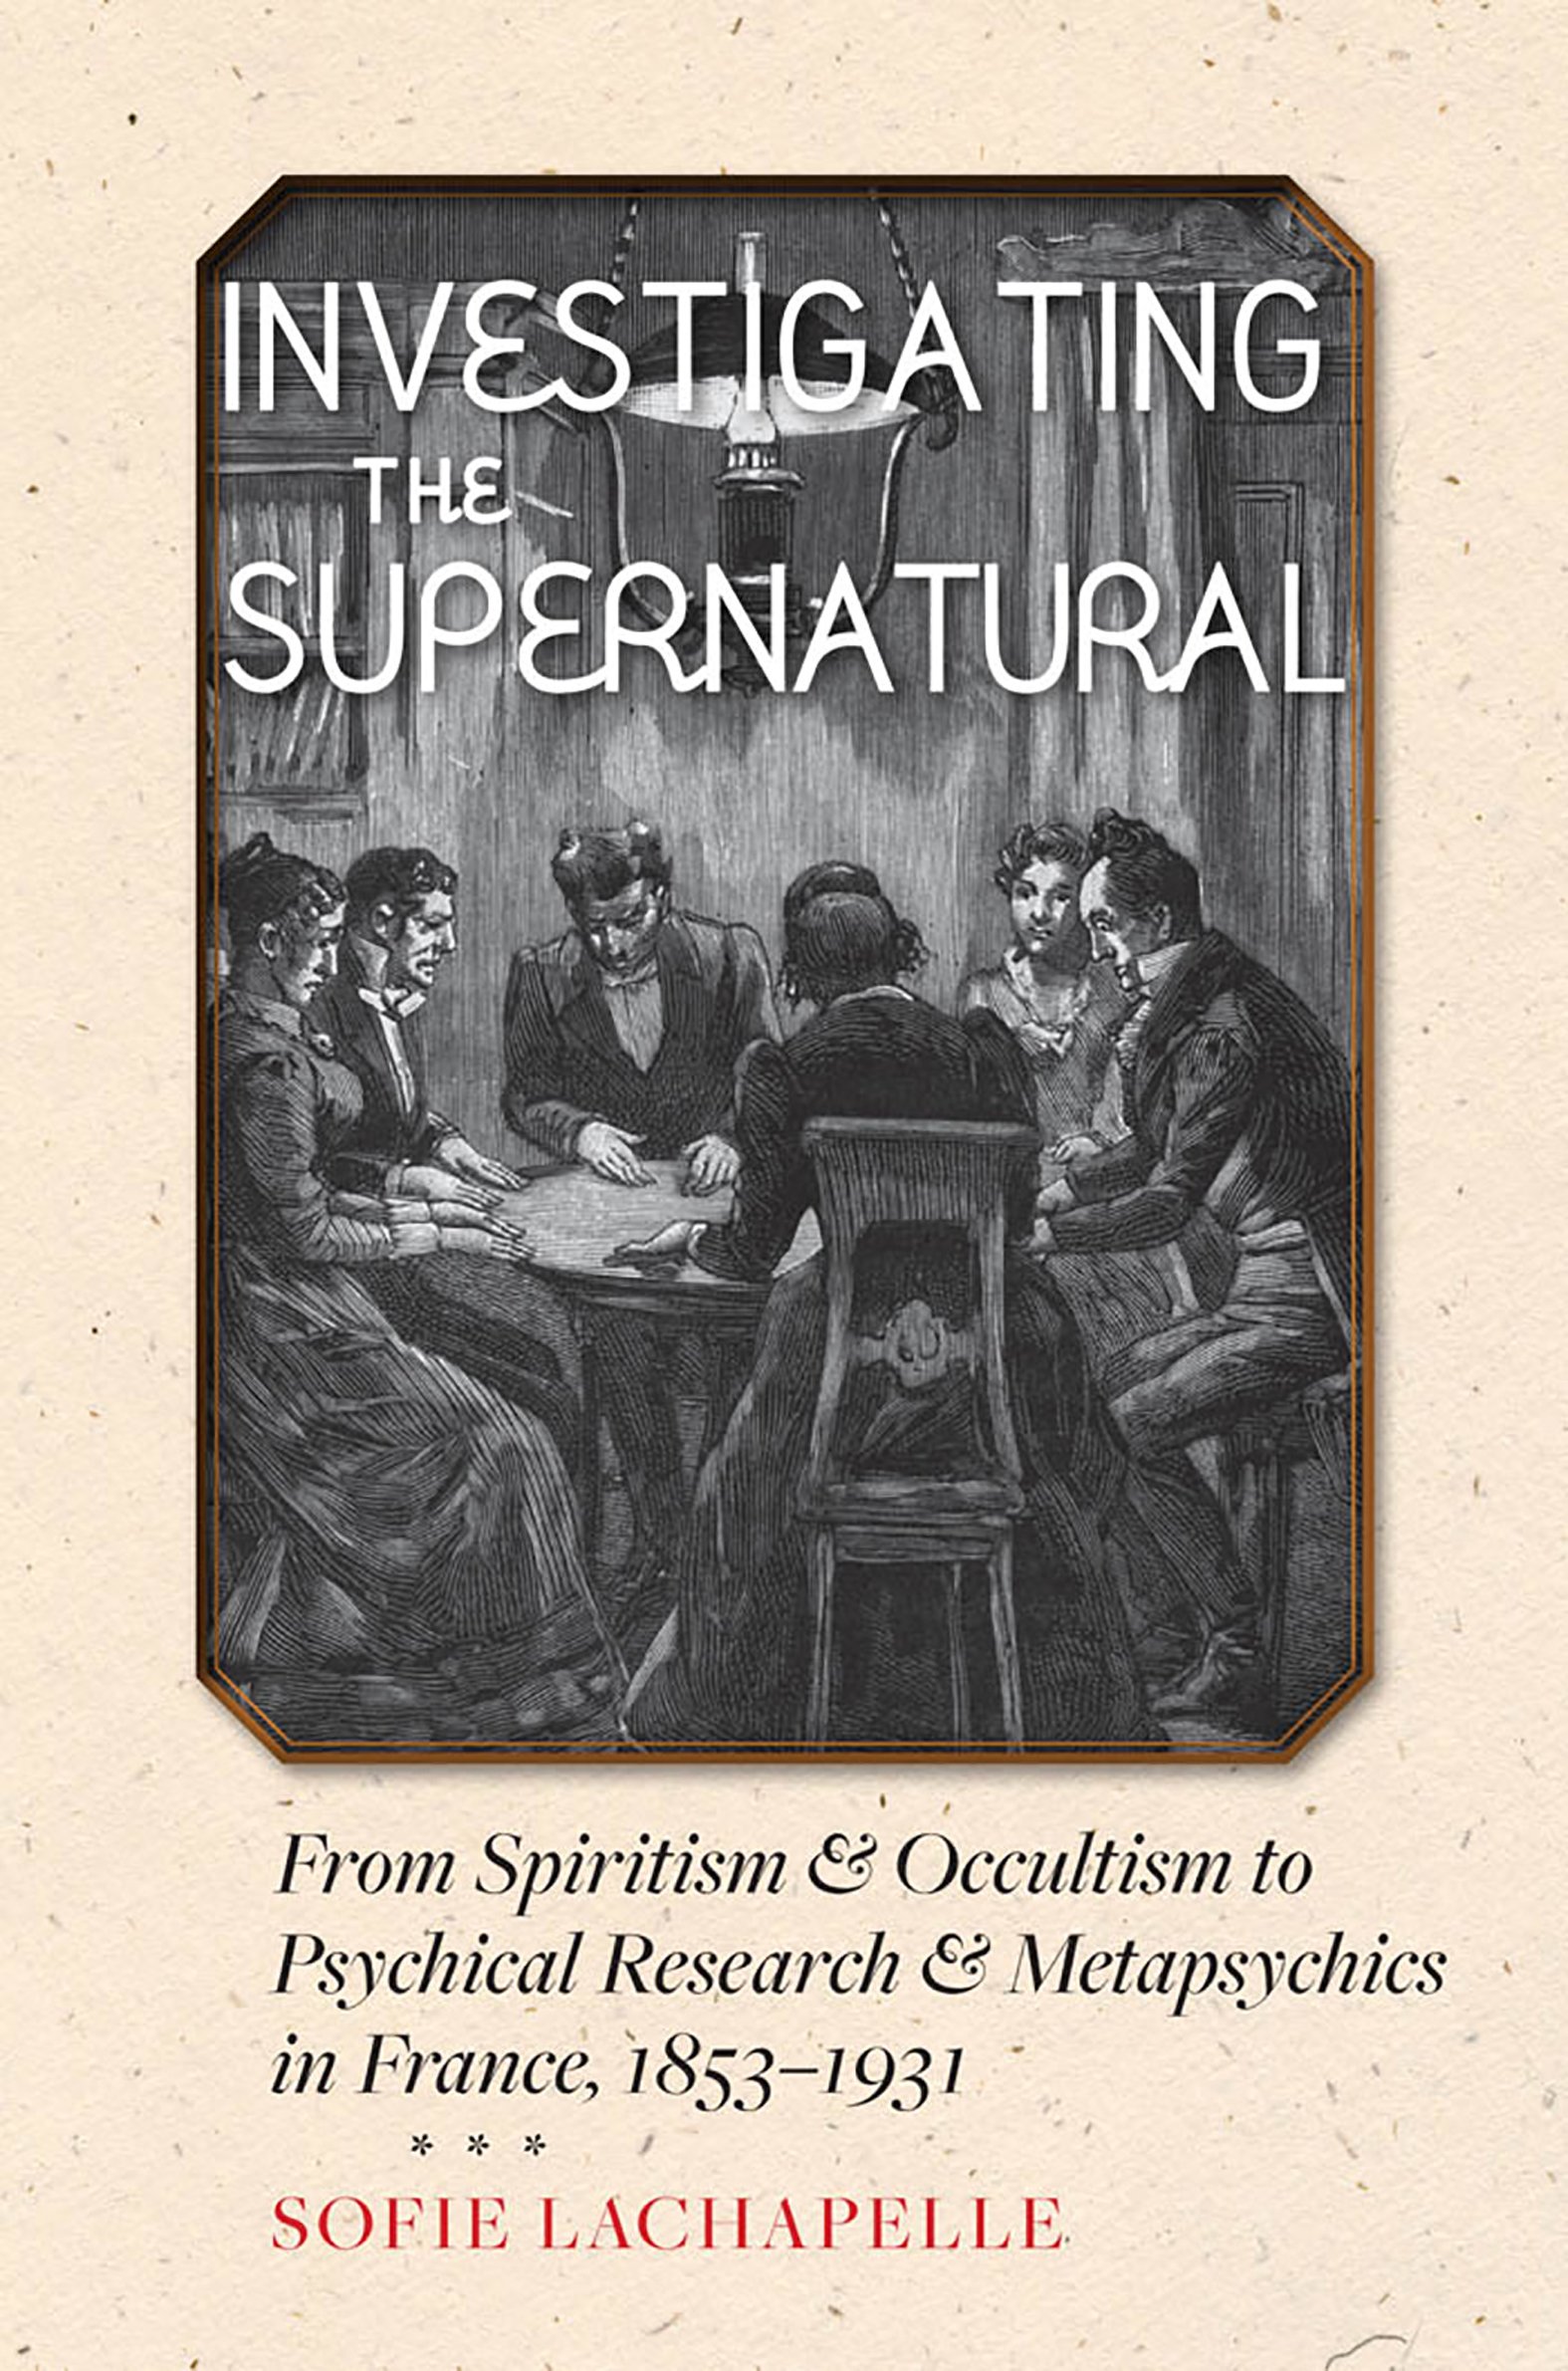 INVESTIGATING
THE
SUPERNATURAL
From Spiritism & Occultism to
Psychical Research & Metapsychics
in France, 1853–1931
* * *
SOFIE LACHAPELLE